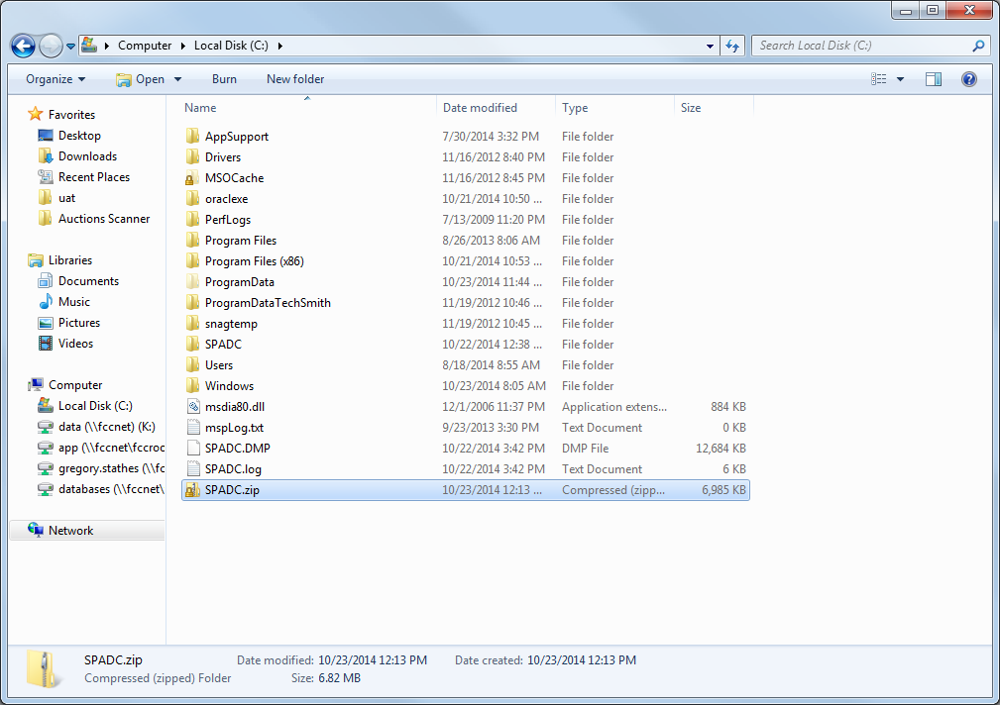 Computer Local Disk (C:) Search Local Disk (C:)
Organize Open Burn New folder
Name Date modified Type Size
Favorites
Desktop
Downloads
Recent Places
uat
Auctions Scanner
Libraries
Documents
Music
Pictures
Videos
Computer
Local Disk (C:)
data (\\fccnet) (K:)
app (\\fccnet\fccroc
gregory.stathes (\\fc
databases (\\fccnet\
Network
AppSupport 7/30/2014 3:32 PM File folder
Drivers 11/16/2012 8:40 PM File folder
MSOCache 11/16/2012 8:45 PM File folder
oraclexe 10/21/2014 10:50 ... File folder
PerfLogs 7/13/2009 11:20 PM File folder
Program Files 8/26/2013 8:06 AM File folder
Program Files (x86) 10/21/2014 10:53 ... File folder
ProgramData 10/23/2014 11:44 ... File folder
ProgramDataTechSmith 11/19/2012 10:46 ... File folder
snagtemp 11/19/2012 10:45 ... File folder
SPADC 10/22/2014 12:38 ... File folder
Users 8/18/2014 8:55 AM File folder
Windows 10/23/2014 8:05 AM File folder
msdia80.dll 12/1/2006 11:37 PM Application extens... 884 KB
mspLog.txt 9/23/2013 3:30 PM Text Document 0 KB
SPADC.DMP 10/22/2014 3:42 PM DMP File 12,684 KB
SPADC.log 10/22/2014 3:42 PM Text Document 6 KB
SPADC.zip 10/23/2014 12:13 ... Compressed (zipp... 6,985 KB
SPADC.zip Date modified: 10/23/2014 12:13 PM Date created: 10/23/2014 12:13 PM
Compressed (zipped) Folder Size: 6.82 MB